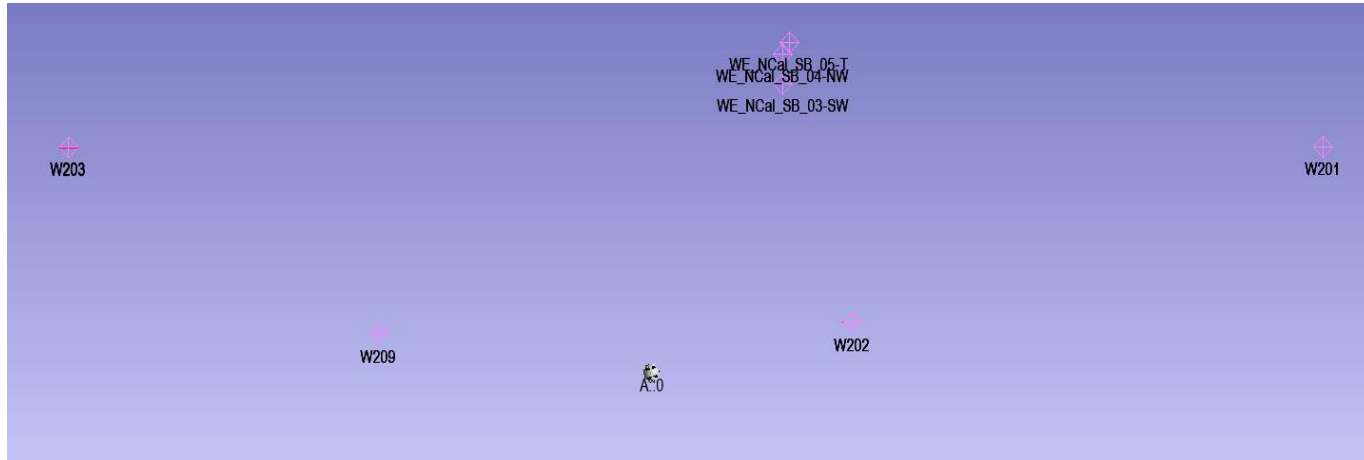 WE_NCal_SB_05-T
WE_NCal_SB_04-NW
WE_NCal_SB_03-SW
W203
W201
W202
W209
A::0